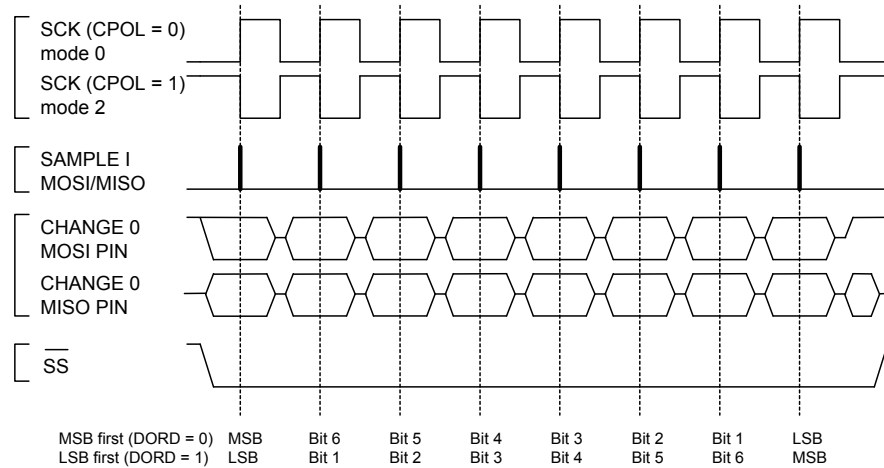 SCK (CPOL = 0)
mode 0
SCK (CPOL = 1)
mode 2
SAMPLE I
MOSI/MISO
CHANGE 0
MOSI PIN
CHANGE 0
MISO PIN
SS
MSB first (DORD = 0) MSB Bit 6 Bit 5 Bit 4 Bit 3 Bit 2 Bit 1 LSB
LSB first (DORD = 1) LSB Bit 1 Bit 2 Bit 3 Bit 4 Bit 5 Bit 6 MSB